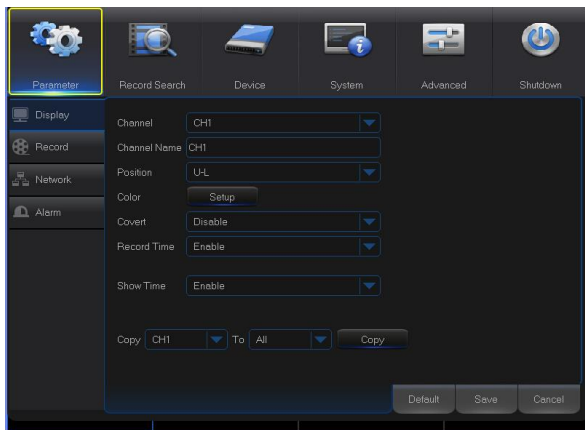 Parameter Record Search Device System Advanced Shutdown
Display
Record
Network
Alarm
Channel CH1
Channel Name CH1
Position U-L
Color Setup
Covert Disable
Record Time Enable
Show Time Enable
Copy CH1 To All Copy
Default Save Cancel